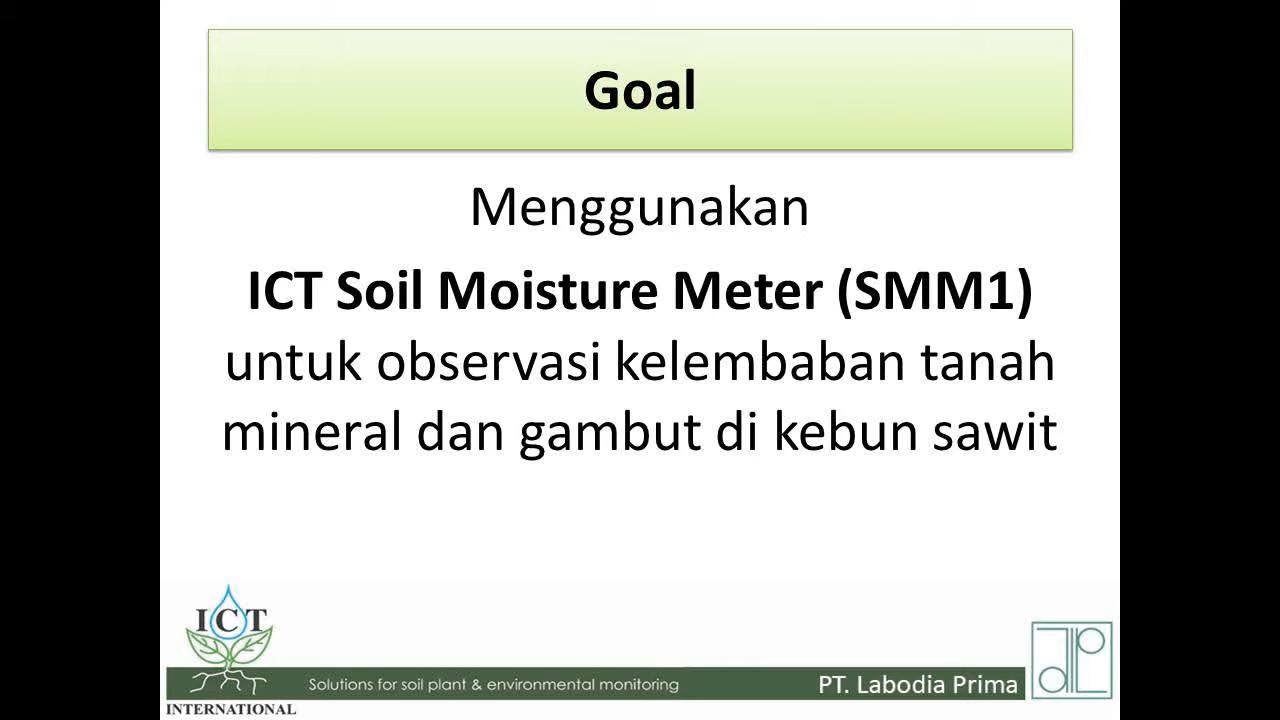 Goal
Menggunakan
ICT Soil Moisture Meter (SMM1)
untuk observasi kelembaban tanah
mineral dan gambut di kebun sawit
ICT
INTERNATIONAL
Solutions for soil plant & environmental monitoring
PT. Labodia Prima